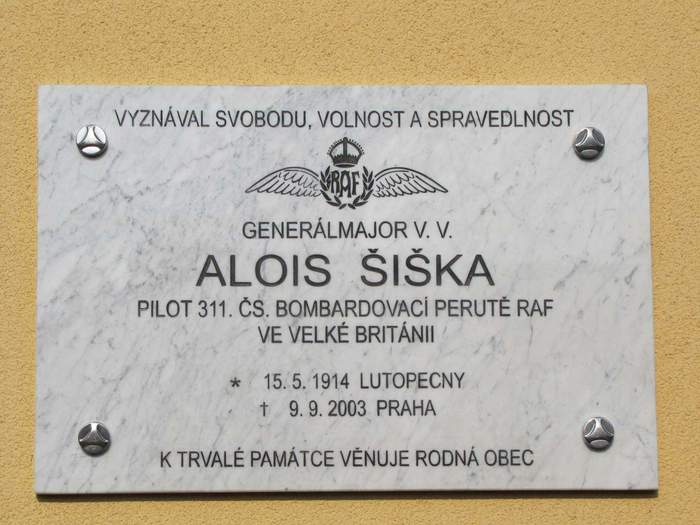 VYZNÁVAL SVOBODU, VOLNOST A SPRAVEDLNOST
RAF
GENERÁLMAJOR V. V.
ALOIS ŠIŠKA
PILOT 311. ČS. BOMBARDOVACÍ PERUTĚ RAF
VE VELKÉ BRITÁNII
* 15. 5. 1914 LUTOPECNY
† 9. 9. 2003 PRAHA
K TRVALÉ PAMÁTCE VĚNUJE RODNÁ OBEC